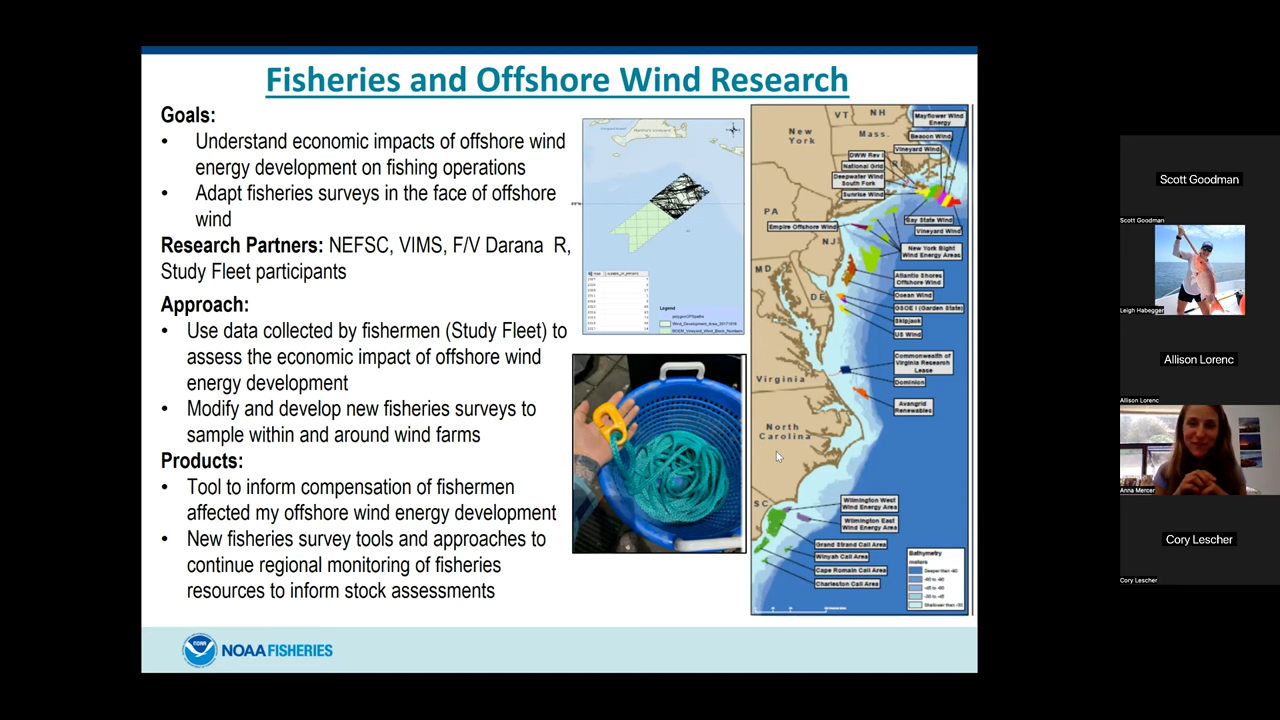 Fisheries and Offshore Wind Research
Goals:
• Understand economic impacts of offshore wind
energy development on fishing operations
• Adapt fisheries surveys in the face of offshore
wind
Research Partners: NEFSC, VIMS, F/V Darana R,
Study Fleet participants
Approach:
• Use data collected by fishermen (Study Fleet) to
assess the economic impact of offshore wind
energy development
• Modify and develop new fisheries surveys to
sample within and around wind farms
Products:
• Tool to inform compensation of fishermen
affected my offshore wind energy development
• New fisheries survey tools and approaches to
continue regional monitoring of fisheries
resources to inform stock assessments
Legend
VT
NH
Mayflower Wind
Energy
New
York
Mass.
Beacon Wind
Vineyard Wind
DWW Rev I
National Grid
Deepwater Wind
South Fork
Sunrise Wind
PA
Bay State Wind
Vineyard Wind
Empire Offshore Wind
NJ
New York Bight
Wind Energy Areas
MD
Atlantic Shores
Offshore Wind
DE
Ocean Wind
GSOE I (Garden State)
Skipjack
US Wind
Commonwealth of
Virginia Research
Lease
Virginia
Dominion
Avangrid
Renewables
North
Carolina
SC
Wilmington West
Wind Energy Area
Wilmington East
Wind Energy Area
Grand Strand Call Area
Winyah Call Area
Cape Romain Call Area
Charleston Call Area
Bathymetry
meters
NOAA
NOAA FISHERIES
Scott Goodman
Scott Goodman
Leigh Habegger
Allison Lorenc
Allison Lorenc
Anna Mercer
Cory Lescher
Cory Lescher